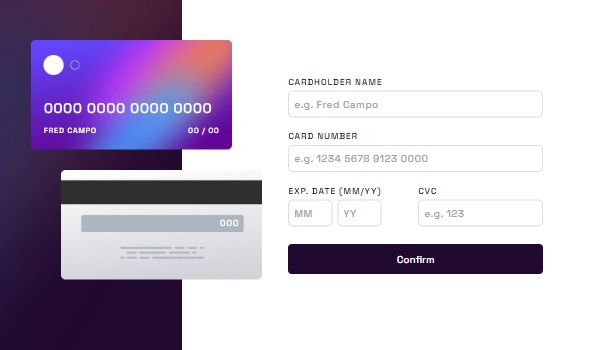 0000 0000 0000 0000
FRED CAMPO 00 / 00
000
CARDHOLDER NAME
e.g. Fred Campo
CARD NUMBER
e.g. 1234 5678 9123 0000
EXP. DATE (MM/YY) CVC
MM YY e.g. 123
Confirm